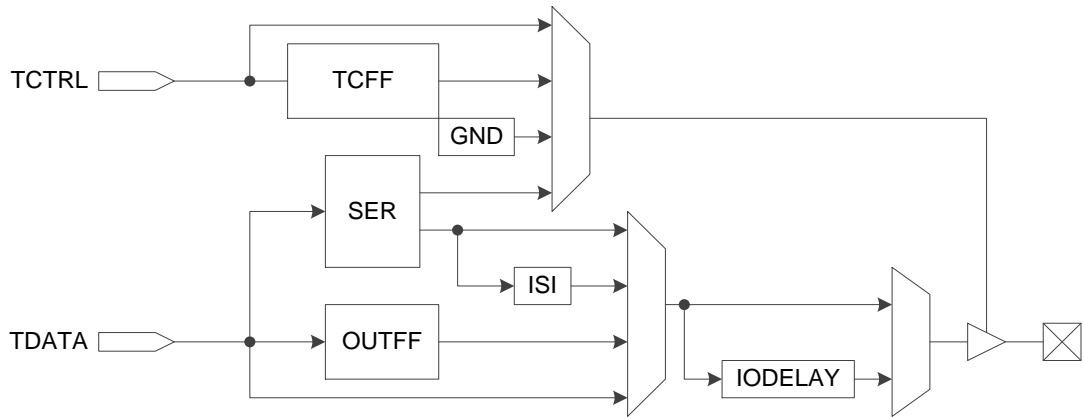 TCTRL
TCFF
GND
SER
ISI
TDATA
OUTFF
IODELAY